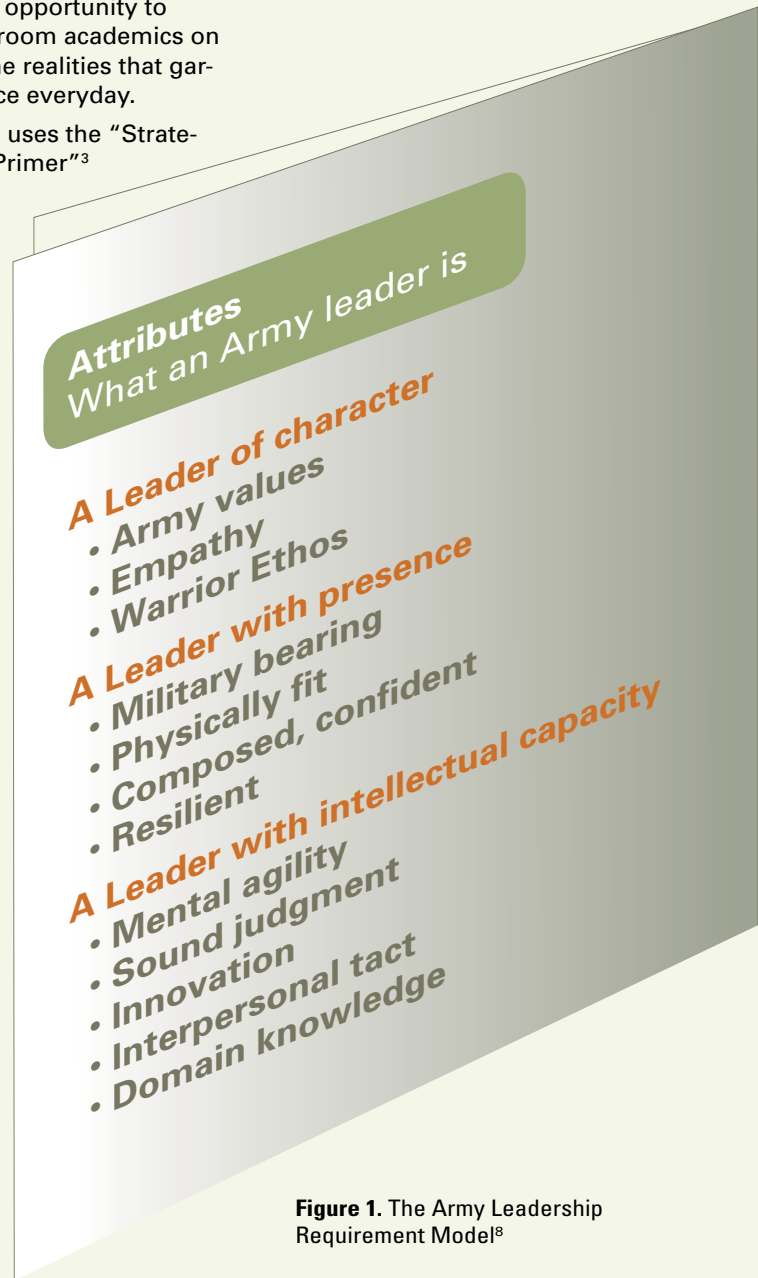 opportunity to
room academics on
e realities that gar-
ce everyday.
uses the “Strate-
Primer”³
Attributes
What an Army leader is
A Leader of character
• Army values
• Empathy
• Warrior Ethos
A Leader with presence
• Military bearing
• Physically fit
• Composed, confident
• Resilient
A Leader with intellectual capacity
• Mental agility
• Sound judgment
• Innovation
• Interpersonal tact
• Domain knowledge
Figure 1. The Army Leadership
Requirement Model⁸